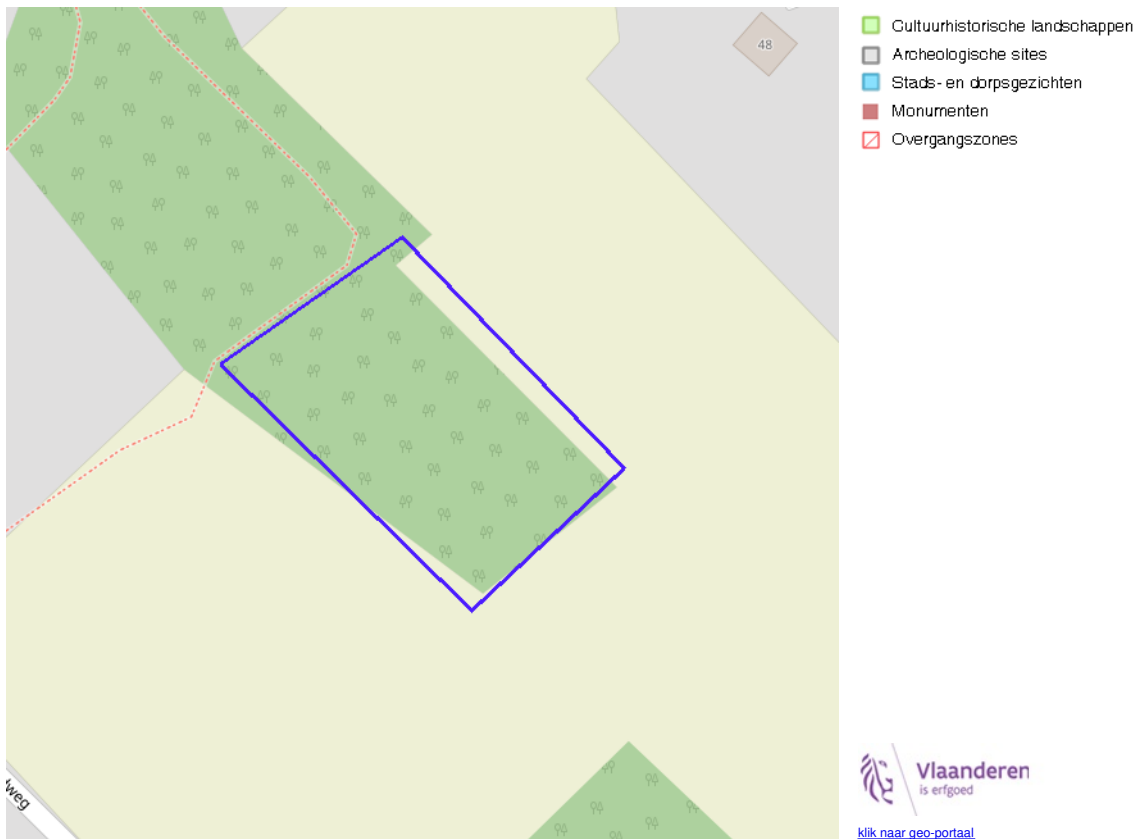 48
Cultuurhistorische landschappen
Archeologische sites
Stads- en dorpsgezichten
Monumenten
Overgangszones
weg
Vlaanderen
is erfgoed
klik naar geo-portaal